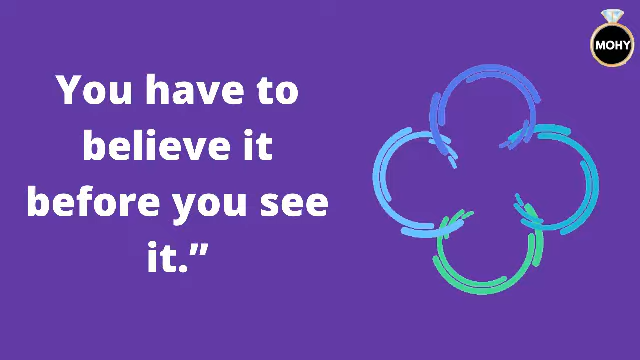 You have to
believe it
before you see
it.”
MOHY